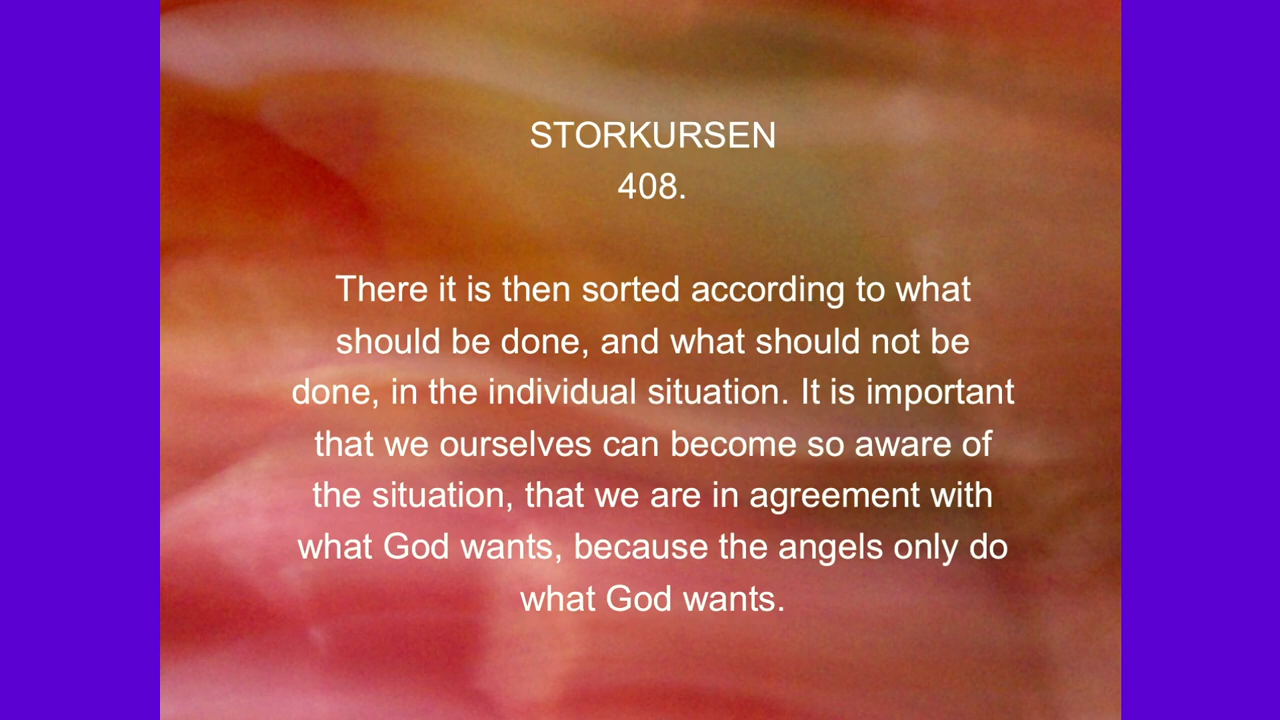 STORKURSEN
408.
There it is then sorted according to what
should be done, and what should not be
done, in the individual situation. It is important
that we ourselves can become so aware of
the situation, that we are in agreement with
what God wants, because the angels only do
what God wants.